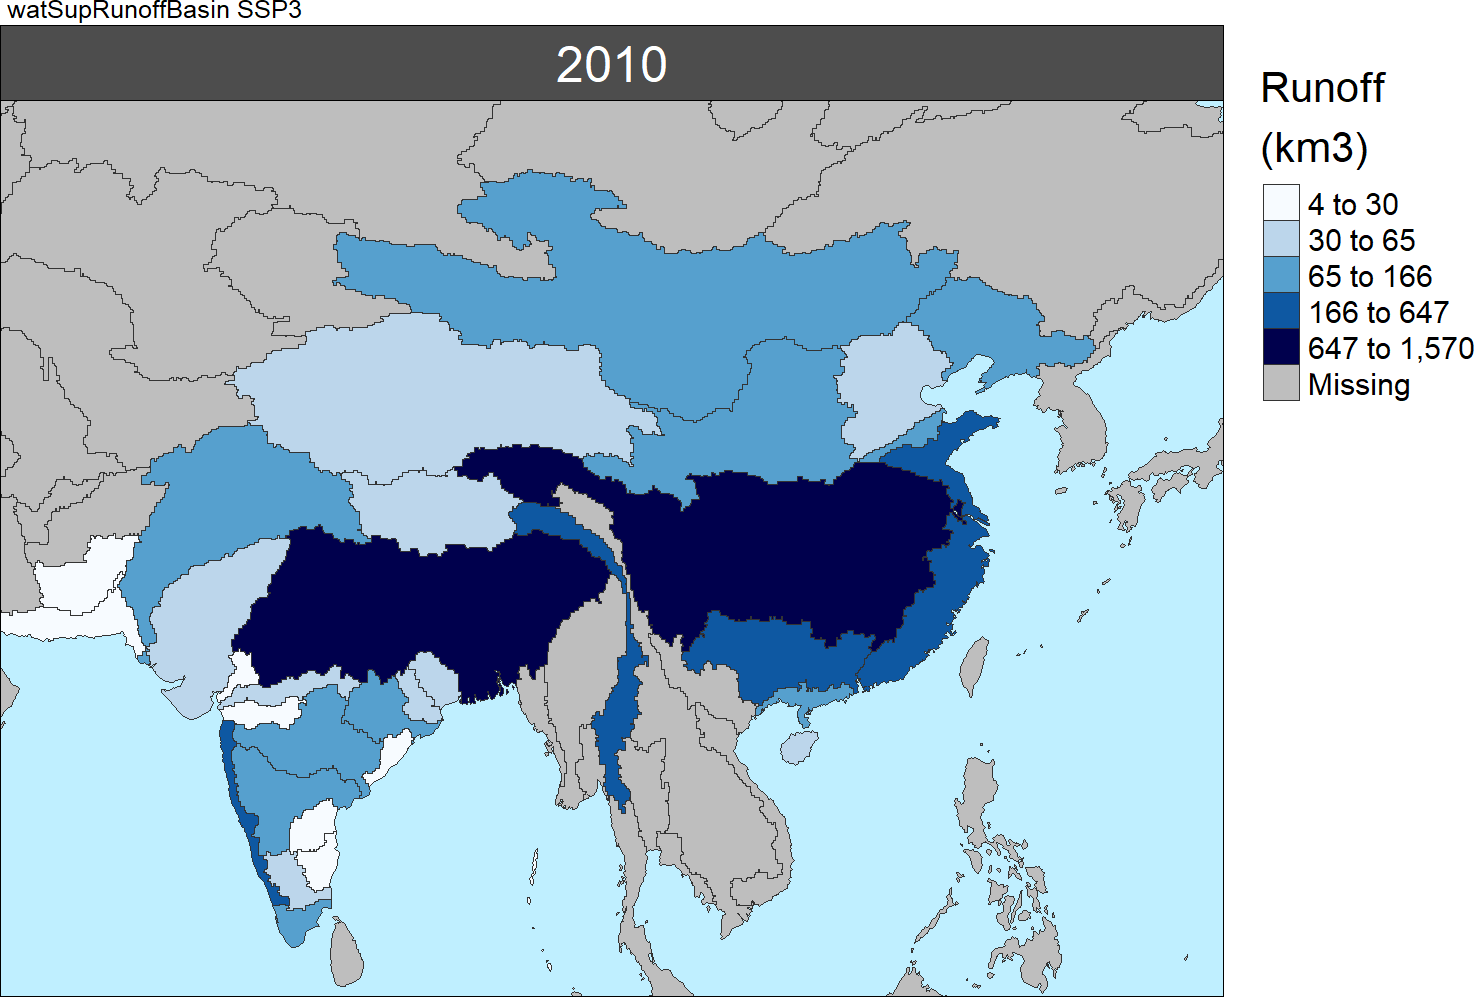 watSupRunoffBasin SSP3
2010
Runoff
(km3)
4 to 30
30 to 65
65 to 166
166 to 647
647 to 1,570
Missing